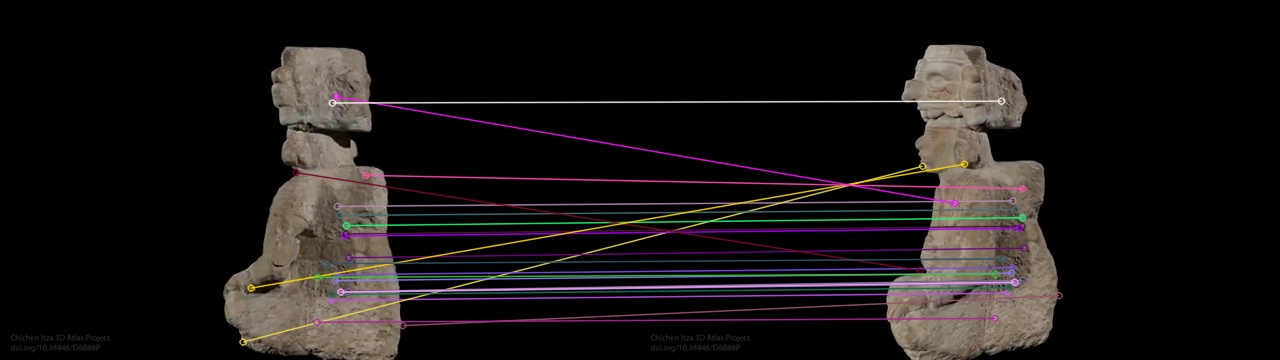 Chichen Itza 3D Atlas Project
doi.org/10.34946/D6B88P
Chichen Itza 3D Atlas Project
doi.org/10.34946/D6B88P